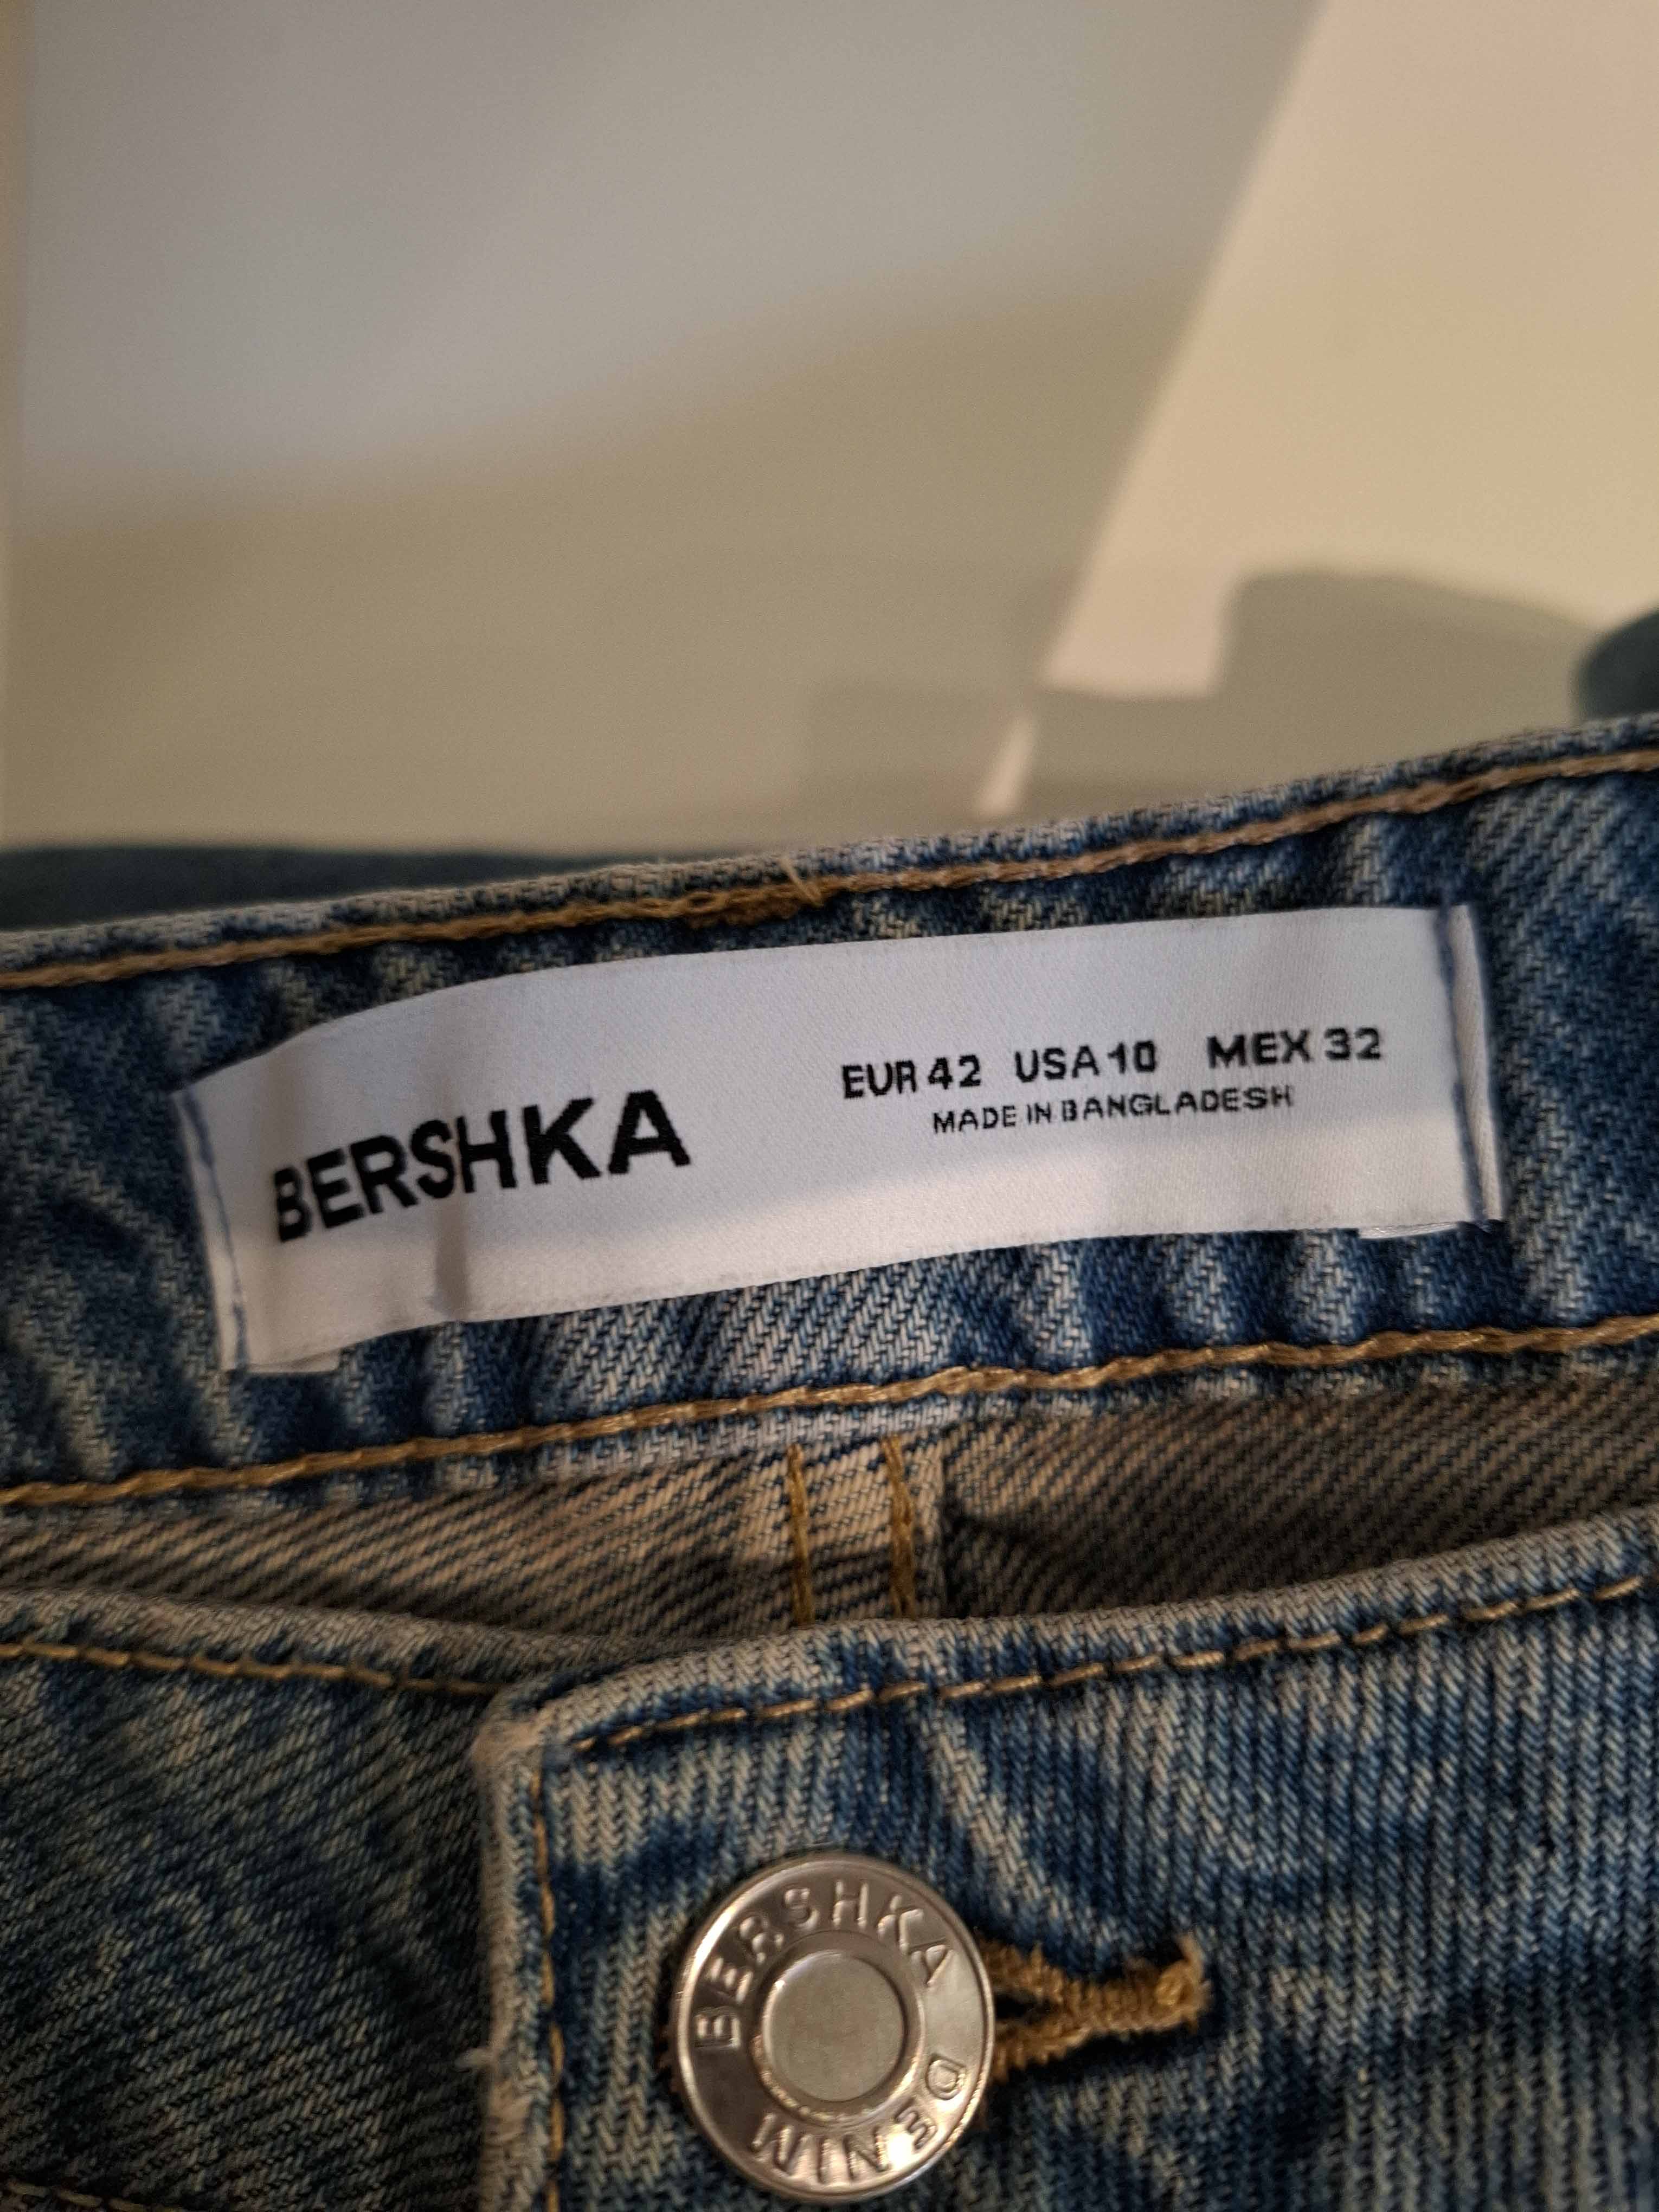 BERSHKA
EUR 42 USA 10 MEX 32
MADE IN BANGLADESH
BERSHKA
DENIM